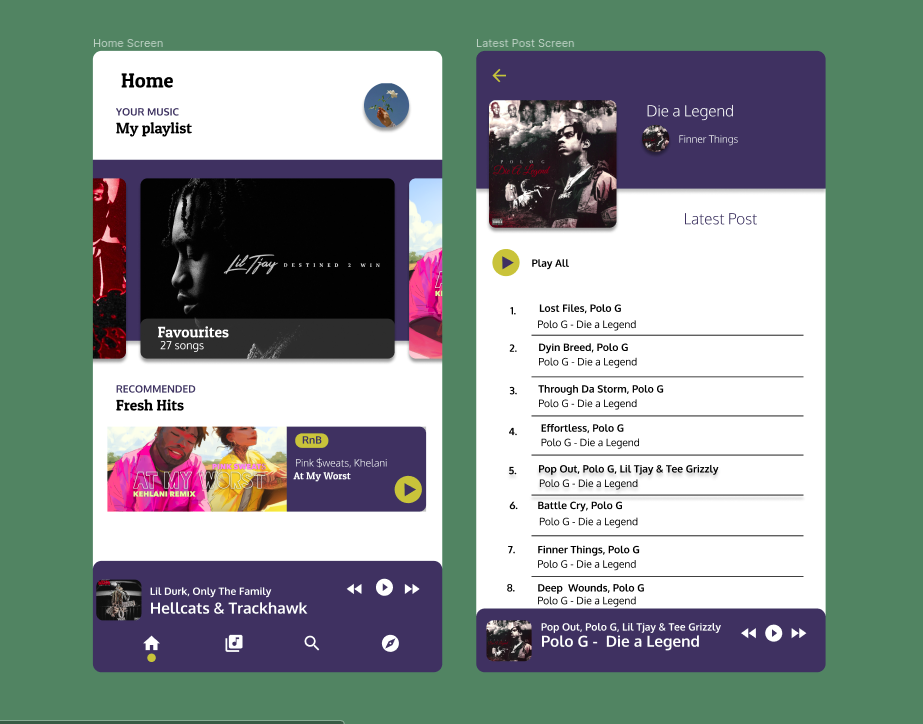 Home Screen
Home
YOUR MUSIC
My playlist
Lil Tjay DESTINED 2 WIN
Favourites
27 songs
RECOMMENDED
Fresh Hits
AT MY WORST
PINK $WEATS
KEHLANI REMIX
RnB
Pink $weats, Khelani
At My Worst
Lil Durk, Only The Family
Hellcats & Trackhawk
Latest Post Screen
POLO G
Die A Legend
Die a Legend
Finner Things
Latest Post
Play All
1. Lost Files, Polo G
Polo G - Die a Legend
2. Dyin Breed, Polo G
Polo G - Die a Legend
3. Through Da Storm, Polo G
Polo G - Die a Legend
4. Effortless, Polo G
Polo G - Die a Legend
5. Pop Out, Polo G, Lil Tjay & Tee Grizzly
Polo G - Die a Legend
6. Battle Cry, Polo G
Polo G - Die a Legend
7. Finner Things, Polo G
Polo G - Die a Legend
8. Deep Wounds, Polo G
Polo G - Die a Legend
Pop Out, Polo G, Lil Tjay & Tee Grizzly
Polo G - Die a Legend